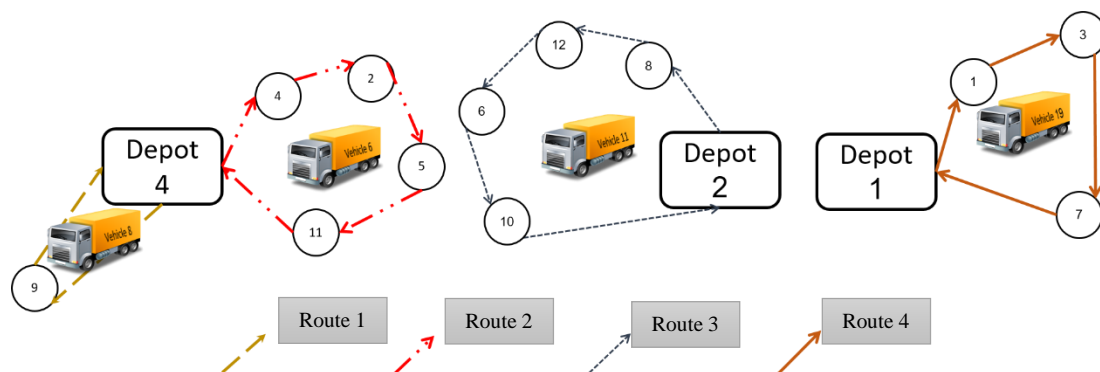 3
12
2
8
1
4
6
Vehicle 19
Vehicle 11
Vehicle 6
Depot
4
Depot
2
Depot
1
5
7
10
11
Vehicle 8
9
Route 1
Route 2
Route 3
Route 4